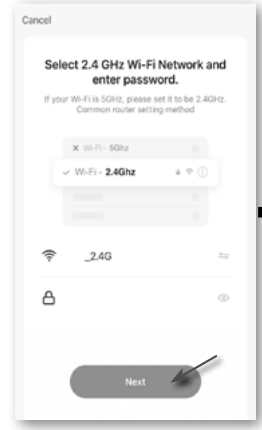 Cancel
Select 2.4 GHz Wi-Fi Network and
enter password.
If your Wi-Fi is 5GHz, please set it to be 2.4GHz.
Common router setting method
Wi-Fi - 5Ghz
Wi-Fi - 2.4Ghz
_2.4G
Next